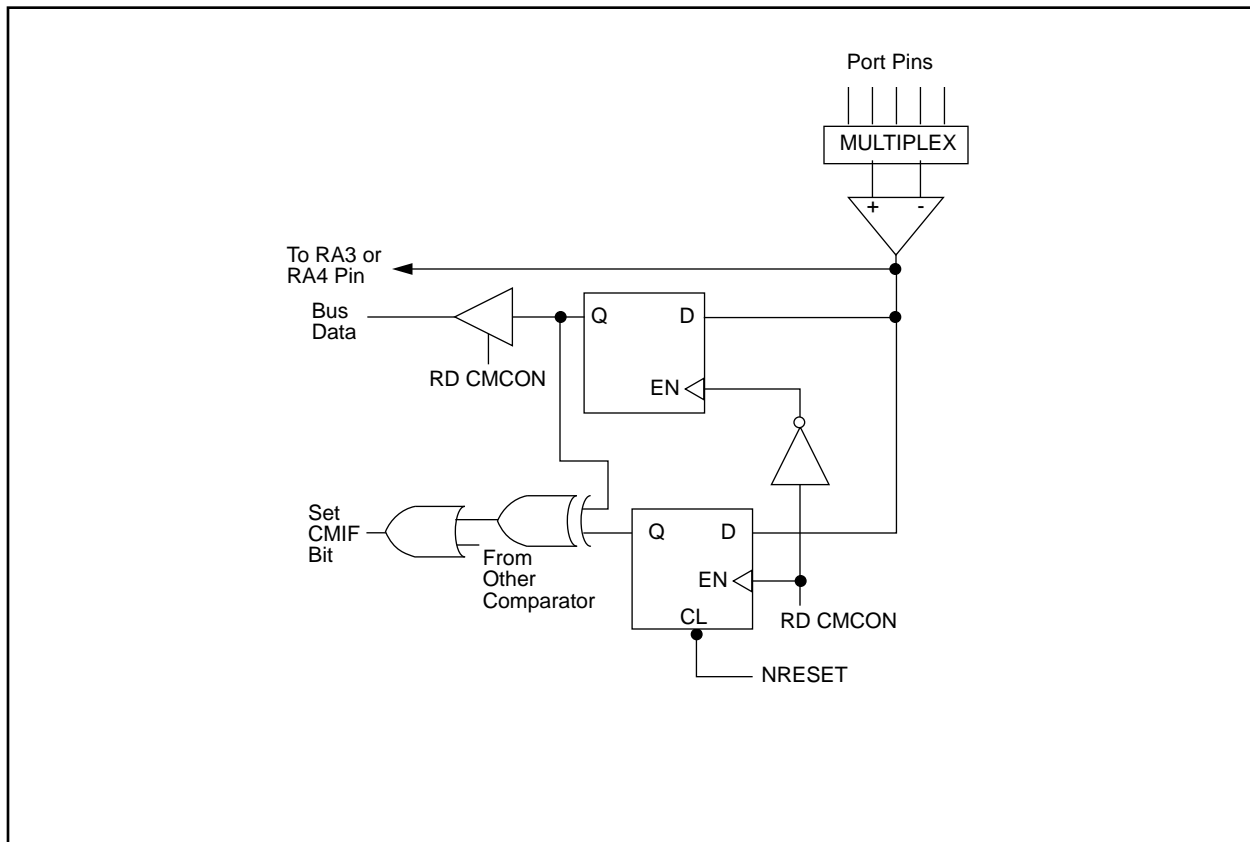 Port Pins
MULTIPLEX
+ -
To RA3 or
RA4 Pin
Bus
Data
Q D
RD CMCON
EN
Set
CMIF
Bit
From
Other
Comparator
Q D
EN
CL
RD CMCON
NRESET